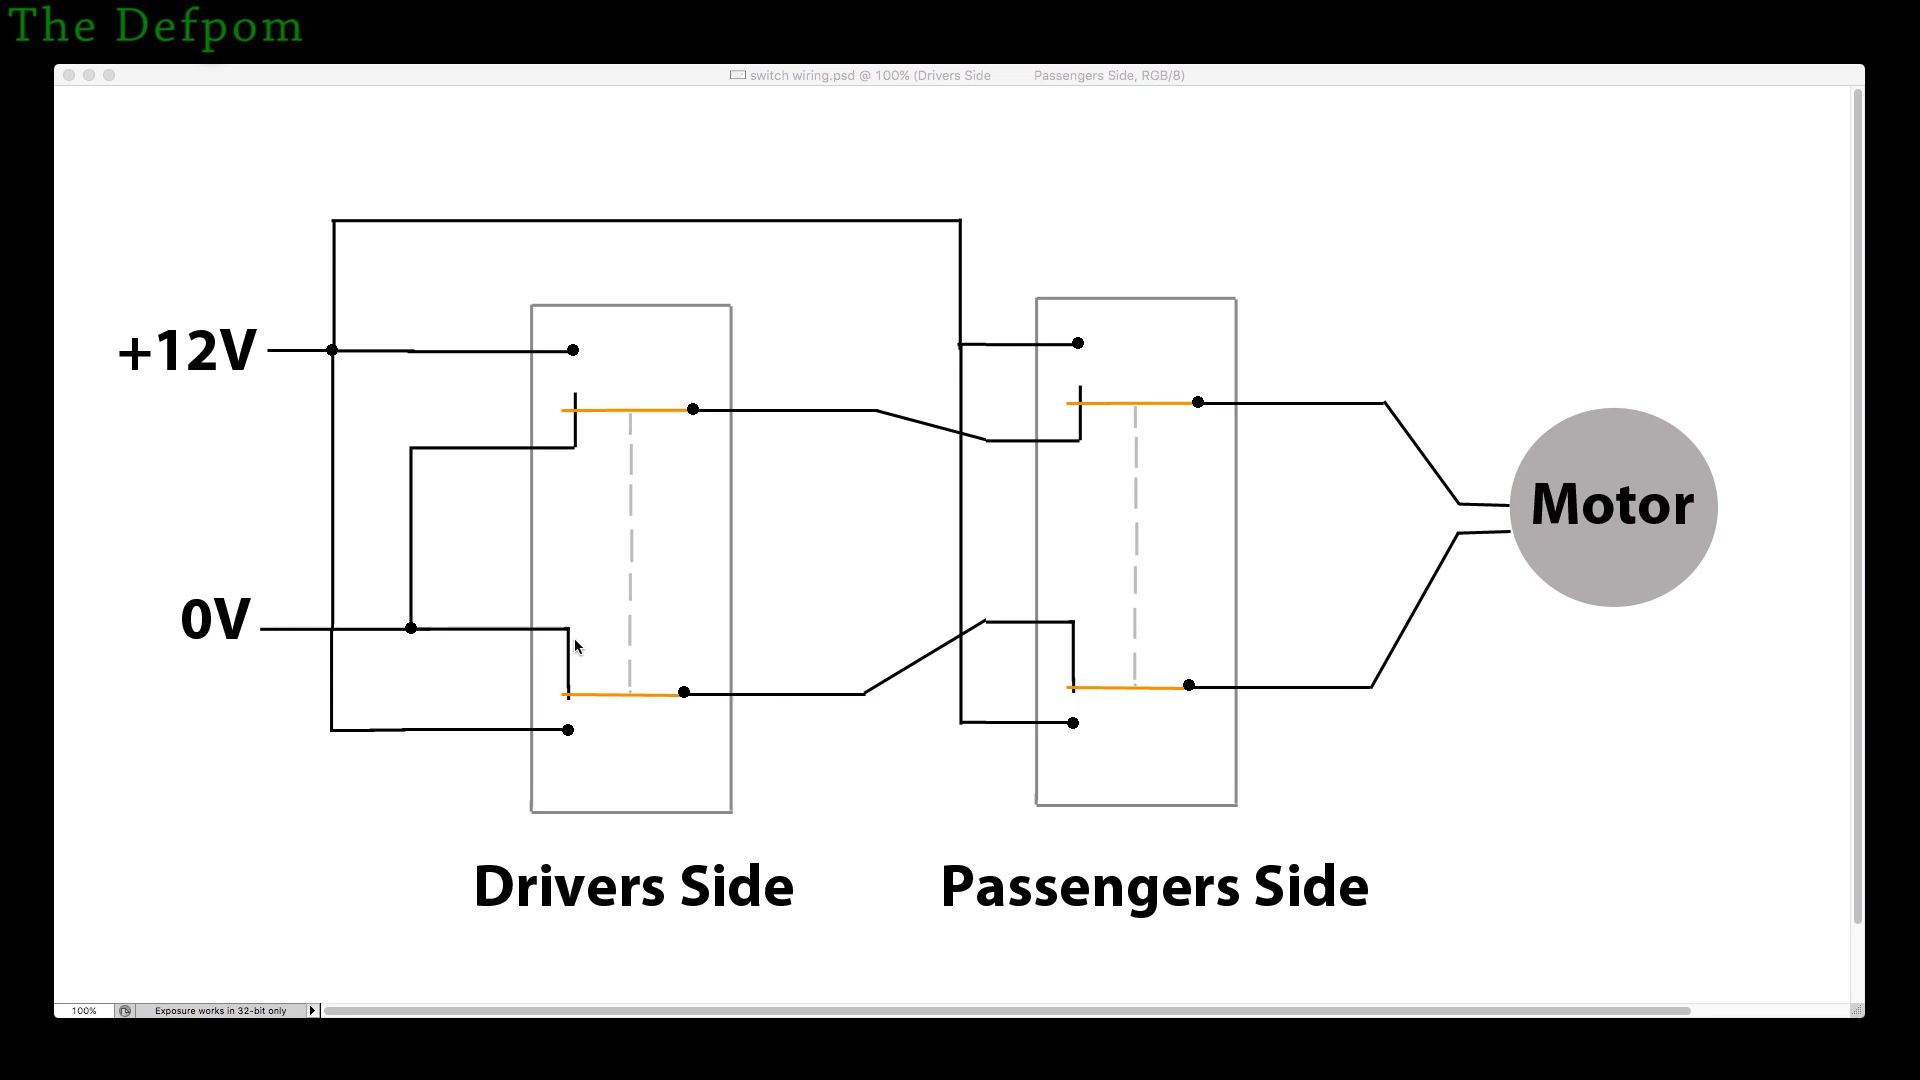 The Defpom
switch wiring.psd @ 100% (Drivers Side Passengers Side, RGB/8)
+12V
Motor
0V
Drivers Side Passengers Side
100% Exposure works in 32-bit only